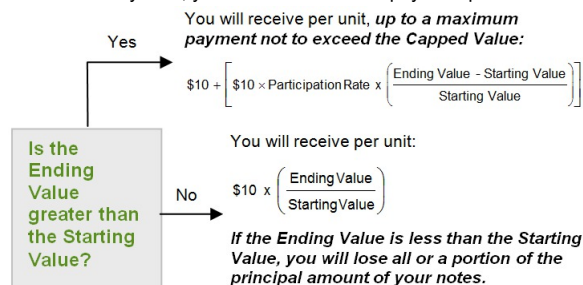 You will receive per unit, up to a maximum
payment not to exceed the Capped Value:
Yes
$10 + [$10 × Participation Rate x (Ending Value - Starting Value / Starting Value)]
Is the
Ending
Value
greater than
the Starting
Value?
You will receive per unit:
No
$10 x (Ending Value / Starting Value)
If the Ending Value is less than the Starting
Value, you will lose all or a portion of the
principal amount of your notes.